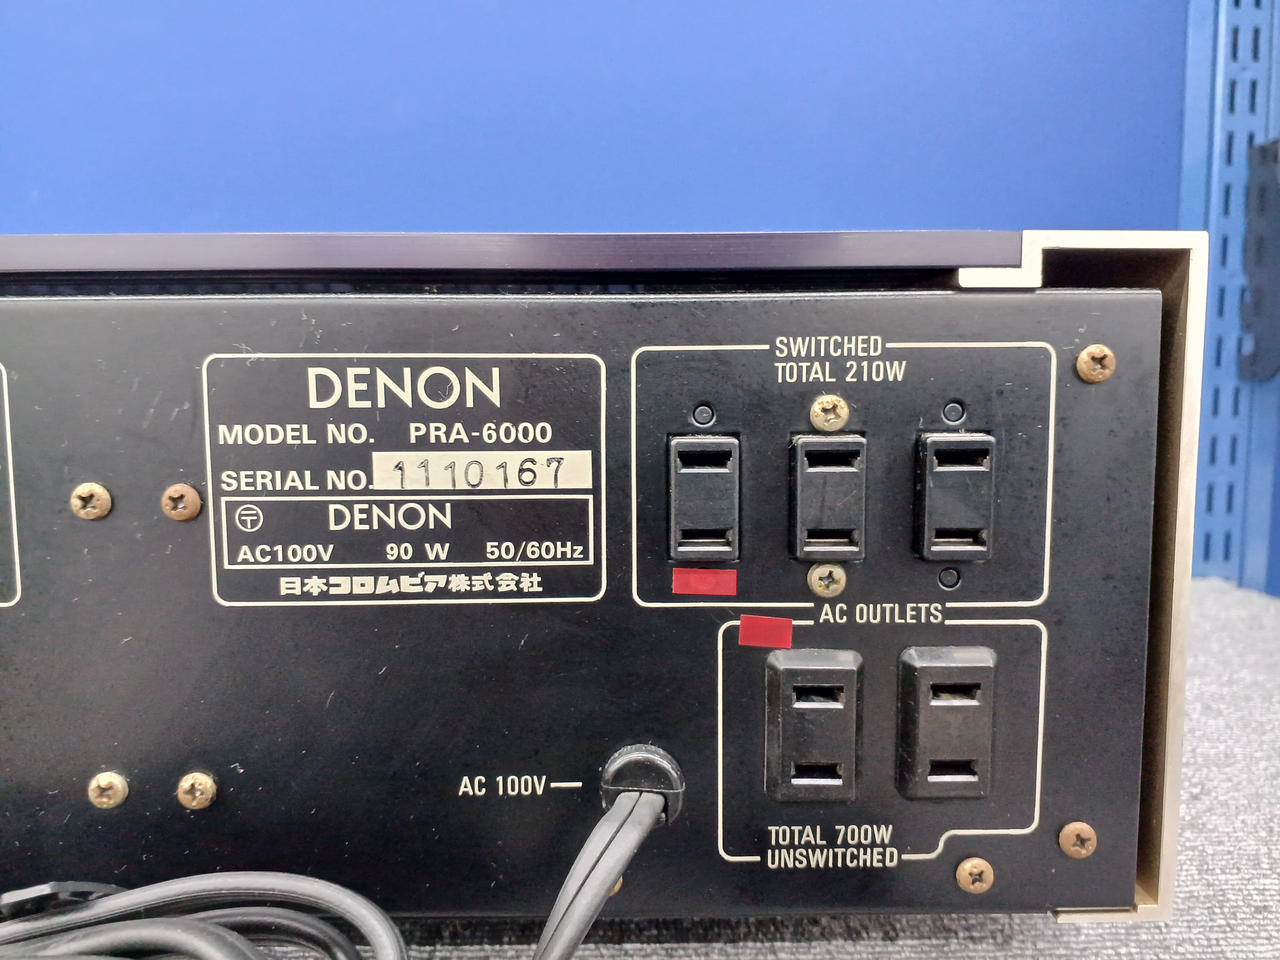 DENON
MODEL NO. PRA-6000
SERIAL NO. 1110167
〒 DENON
AC100V 90 W 50/60Hz
日本コロムビア株式会社
SWITCHED
TOTAL 210W
AC OUTLETS
AC 100V
TOTAL 700W
UNSWITCHED